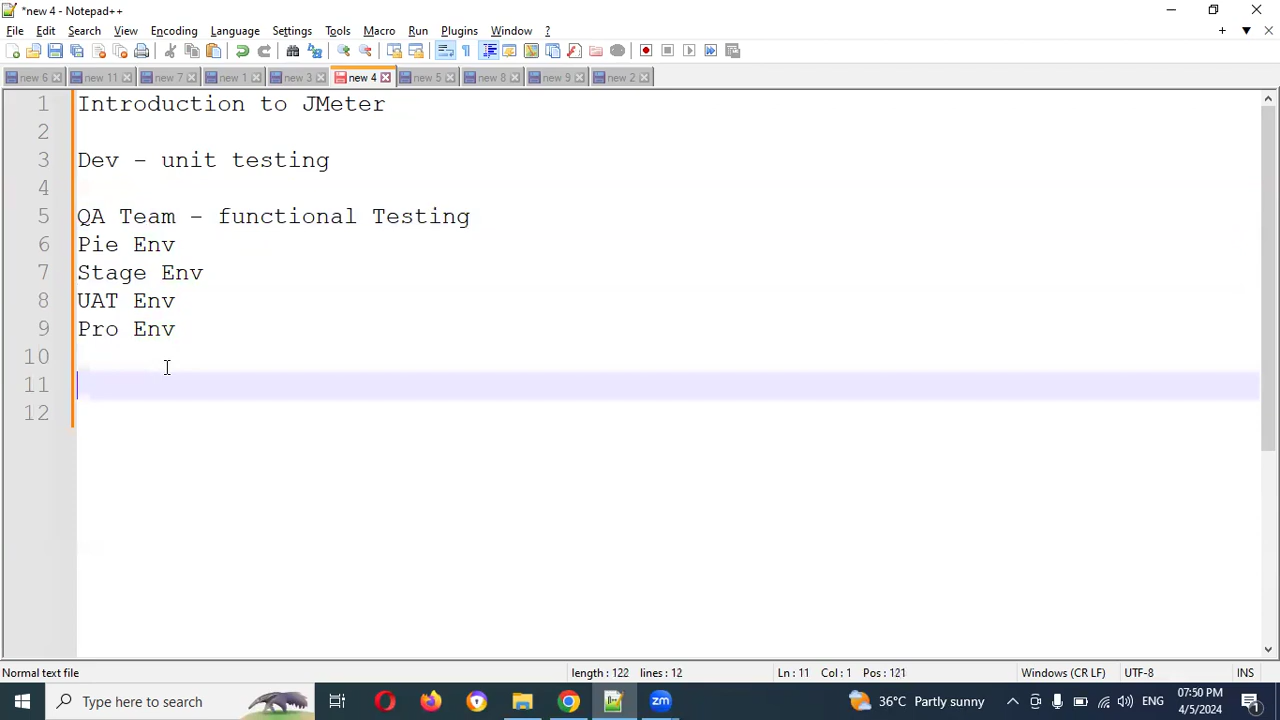 *new 4 - Notepad++
File Edit Search View Encoding Language Settings Tools Macro Run Plugins Window ?
new 6 new 11 new 7 new 1 new 3 new 4 new 5 new 8 new 9 new 2
1 Introduction to JMeter
2
3 Dev - unit testing
4
5 QA Team - functional Testing
6 Pie Env
7 Stage Env
8 UAT Env
9 Pro Env
10
11
12
Normal text file length : 122 lines : 12 Ln : 11 Col : 1 Pos : 121 Windows (CR LF) UTF-8 INS
Type here to search zm 36°C Partly sunny ENG 07:50 PM
4/5/2024 1